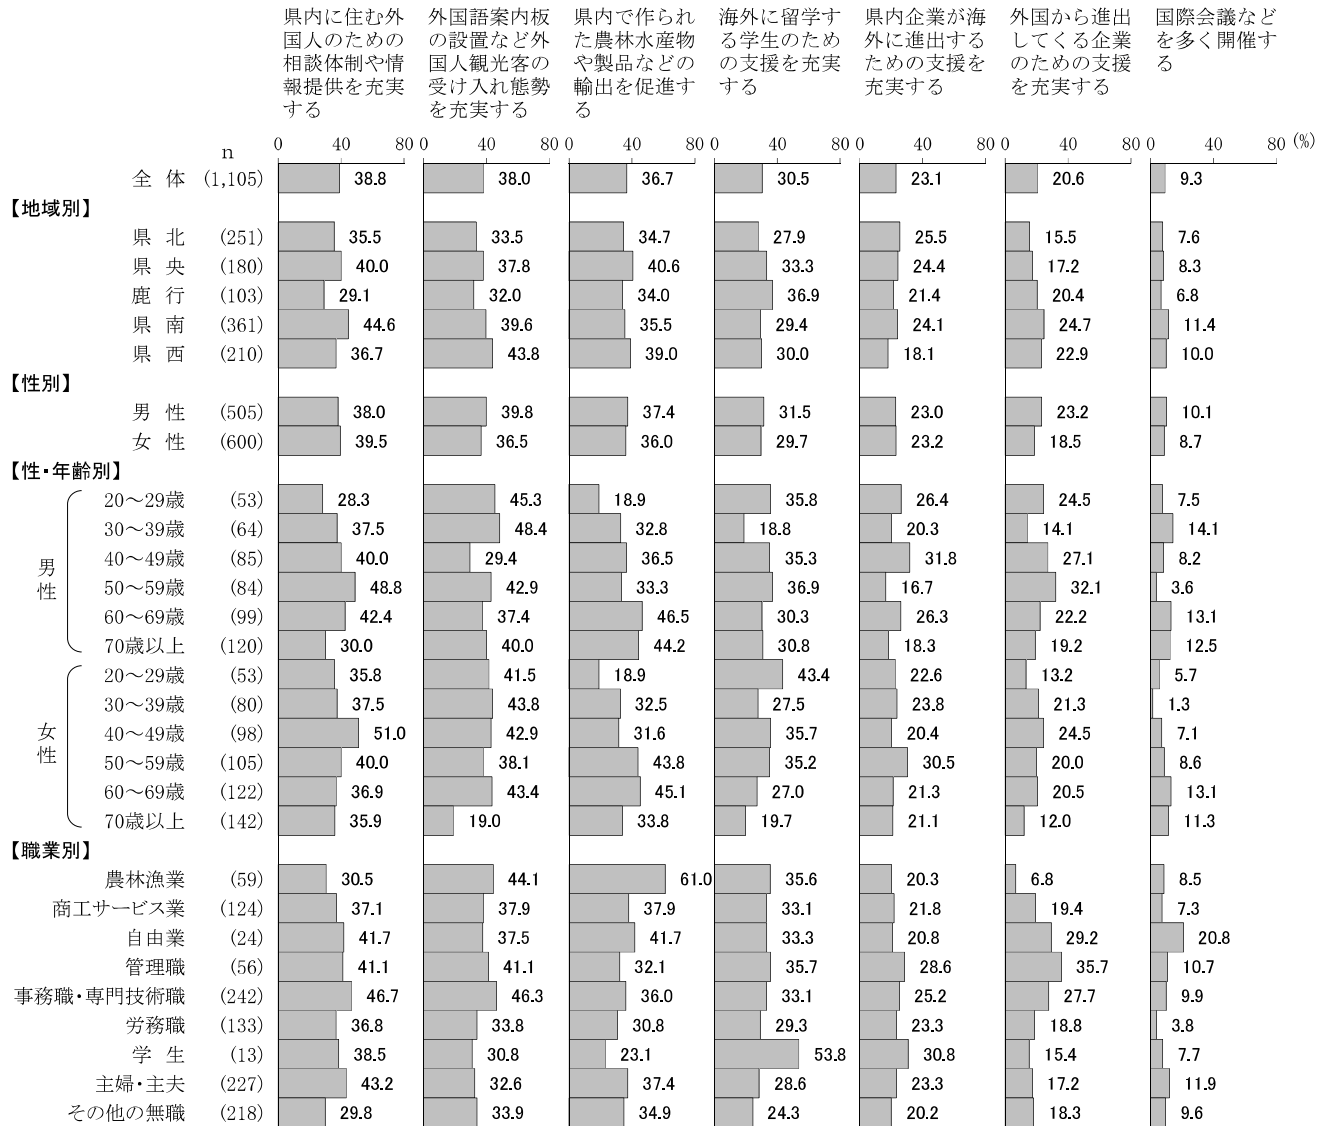 県内に住む外国人のための相談体制や情報提供を充実する
外国語案内板の設置など外国人観光客の受け入れ態勢を充実する
県内で作られた農林水産物や製品などの輸出を促進する
海外に留学する学生のための支援を充実する
県内企業が海外に進出するための支援を充実する
外国から進出してくる企業のための支援を充実する
国際会議などを多く開催する
n
0 40 80 0 40 80 0 40 80 0 40 80 0 40 80 0 40 80 0 40 80 (%)
全体 (1,105) 38.8 38.0 36.7 30.5 23.1 20.6 9.3
【地域別】
県北 (251) 35.5 33.5 34.7 27.9 25.5 15.5 7.6
県央 (180) 40.0 37.8 40.6 33.3 24.4 17.2 8.3
鹿行 (103) 29.1 32.0 34.0 36.9 21.4 20.4 6.8
県南 (361) 44.6 39.6 35.5 29.4 24.1 24.7 11.4
県西 (210) 36.7 43.8 39.0 30.0 18.1 22.9 10.0
【性別】
男性 (505) 38.0 39.8 37.4 31.5 23.0 23.2 10.1
女性 (600) 39.5 36.5 36.0 29.7 23.2 18.5 8.7
【性・年齢別】
男性
20～29歳 (53) 28.3 45.3 18.9 35.8 26.4 24.5 7.5
30～39歳 (64) 37.5 48.4 32.8 18.8 20.3 14.1 14.1
40～49歳 (85) 40.0 29.4 36.5 35.3 31.8 27.1 8.2
50～59歳 (84) 48.8 42.9 33.3 36.9 16.7 32.1 3.6
60～69歳 (99) 42.4 37.4 46.5 30.3 26.3 22.2 13.1
70歳以上 (120) 30.0 40.0 44.2 30.8 18.3 19.2 12.5
女性
20～29歳 (53) 35.8 41.5 18.9 43.4 22.6 13.2 5.7
30～39歳 (80) 37.5 43.8 32.5 27.5 23.8 21.3 1.3
40～49歳 (98) 51.0 42.9 31.6 35.7 20.4 24.5 7.1
50～59歳 (105) 40.0 38.1 43.8 35.2 30.5 20.0 8.6
60～69歳 (122) 36.9 43.4 45.1 27.0 21.3 20.5 13.1
70歳以上 (142) 35.9 19.0 33.8 19.7 21.1 12.0 11.3
【職業別】
農林漁業 (59) 30.5 44.1 61.0 35.6 20.3 6.8 8.5
商工サービス業 (124) 37.1 37.9 37.9 33.1 21.8 19.4 7.3
自由業 (24) 41.7 37.5 41.7 33.3 20.8 29.2 20.8
管理職 (56) 41.1 41.1 32.1 35.7 28.6 35.7 10.7
事務職・専門技術職 (242) 46.7 46.3 36.0 33.1 25.2 27.7 9.9
労務職 (133) 36.8 33.8 30.8 29.3 23.3 18.8 3.8
学生 (13) 38.5 30.8 23.1 53.8 30.8 15.4 7.7
主婦・主夫 (227) 43.2 32.6 37.4 28.6 23.3 17.2 11.9
その他の無職 (218) 29.8 33.9 34.9 24.3 20.2 18.3 9.6